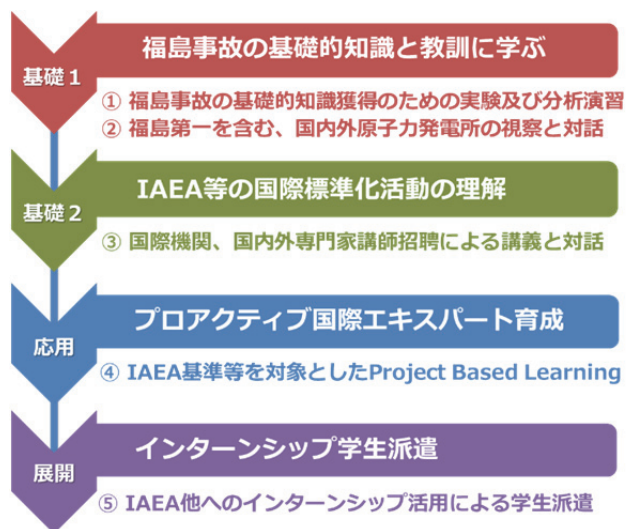 福島事故の基礎的知識と教訓に学ぶ
基礎１
① 福島事故の基礎的知識獲得のための実験及び分析演習
② 福島第一を含む、国内外原子力発電所の視察と対話
IAEA等の国際標準化活動の理解
基礎２
③ 国際機関、国内外専門家講師招聘による講義と対話
プロアクティブ国際エキスパート育成
応用
④ IAEA基準等を対象としたProject Based Learning
インターンシップ学生派遣
展開
⑤ IAEA他へのインターンシップ活用による学生派遣